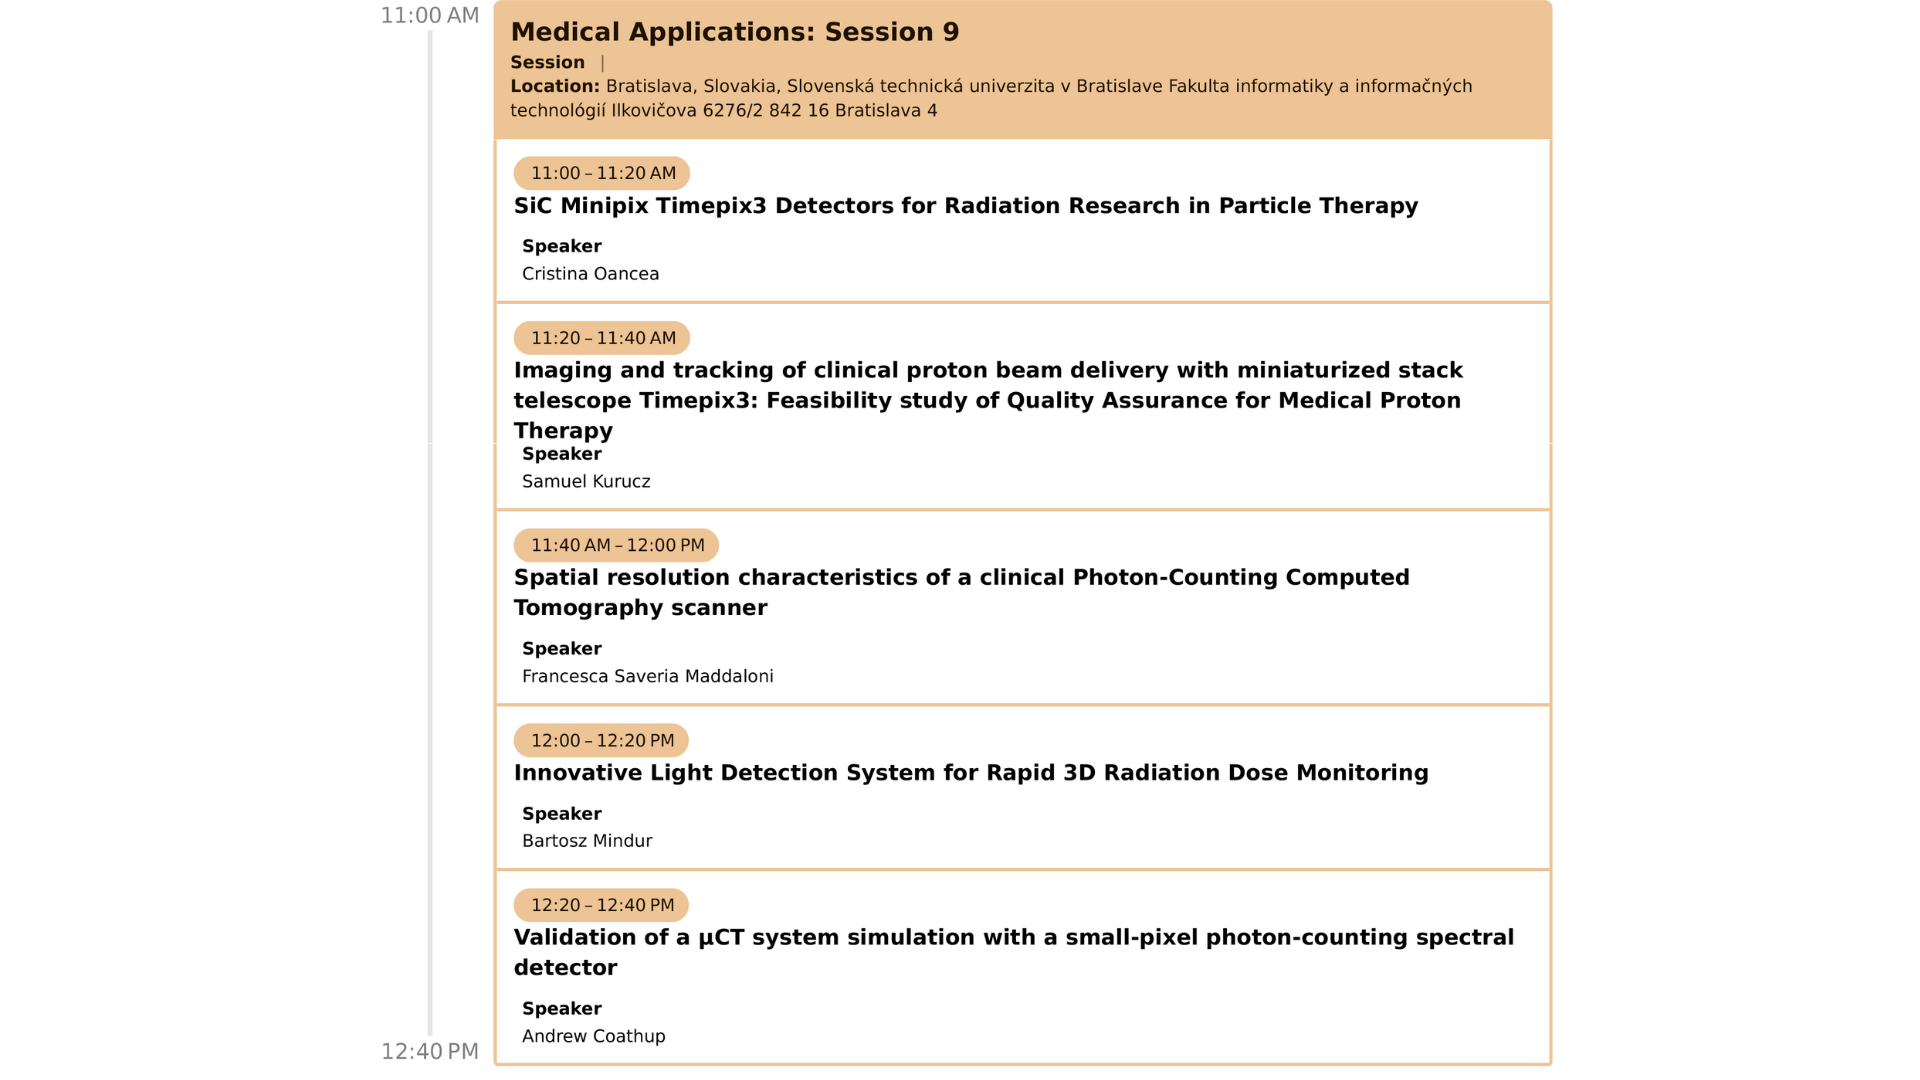 11:00 AM
Medical Applications: Session 9
Session |
Location: Bratislava, Slovakia, Slovenská technická univerzita v Bratislave Fakulta informatiky a informačných
technológií Ilkovičova 6276/2 842 16 Bratislava 4
11:00 – 11:20 AM
SiC Minipix Timepix3 Detectors for Radiation Research in Particle Therapy
Speaker
Cristina Oancea
11:20 – 11:40 AM
Imaging and tracking of clinical proton beam delivery with miniaturized stack
telescope Timepix3: Feasibility study of Quality Assurance for Medical Proton
Therapy
Speaker
Samuel Kurucz
11:40 AM – 12:00 PM
Spatial resolution characteristics of a clinical Photon-Counting Computed
Tomography scanner
Speaker
Francesca Saveria Maddaloni
12:00 – 12:20 PM
Innovative Light Detection System for Rapid 3D Radiation Dose Monitoring
Speaker
Bartosz Mindur
12:20 – 12:40 PM
Validation of a µCT system simulation with a small-pixel photon-counting spectral
detector
Speaker
Andrew Coathup
12:40 PM